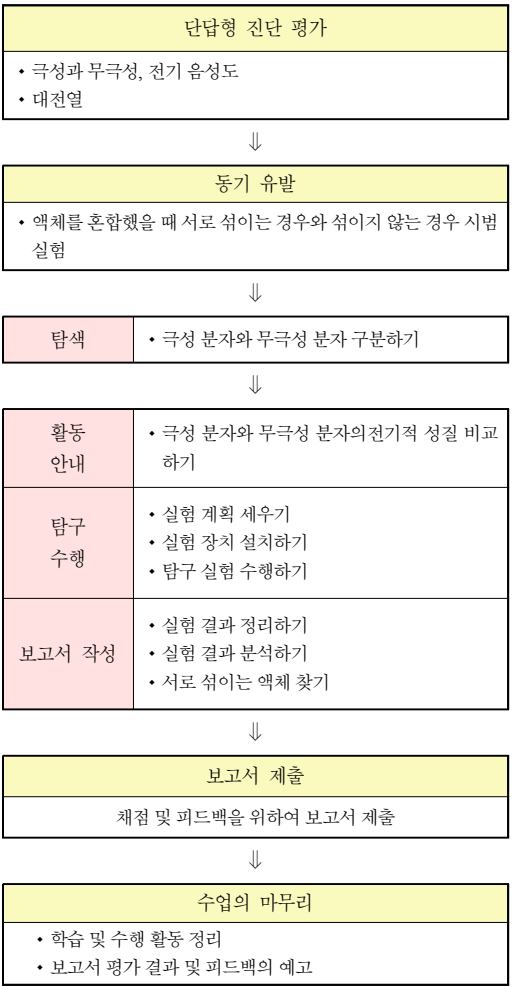 단답형 진단 평가
• 극성과 무극성, 전기 음성도
• 대전열
⇓
동기 유발
• 액체를 혼합했을 때 서로 섞이는 경우와 섞이지 않는 경우 시범
실험
⇓
탐색
• 극성 분자와 무극성 분자 구분하기
⇓
활동
안내
• 극성 분자와 무극성 분자의전기적 성질 비교
하기
탐구
수행
• 실험 계획 세우기
• 실험 장치 설치하기
• 탐구 실험 수행하기
보고서 작성
• 실험 결과 정리하기
• 실험 결과 분석하기
• 서로 섞이는 액체 찾기
⇓
보고서 제출
채점 및 피드백을 위하여 보고서 제출
⇓
수업의 마무리
• 학습 및 수행 활동 정리
• 보고서 평가 결과 및 피드백의 예고